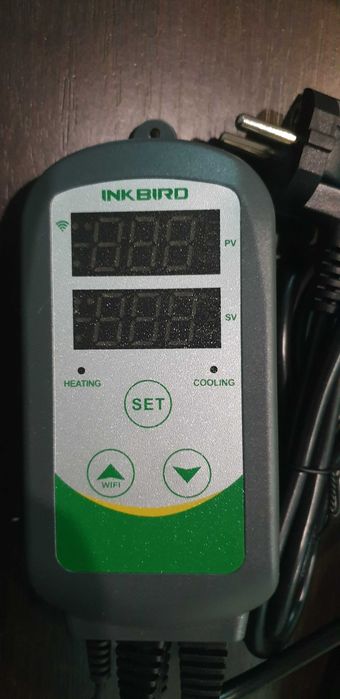 INKBIRD
PV
SV
HEATING
COOLING
SET
WIFI